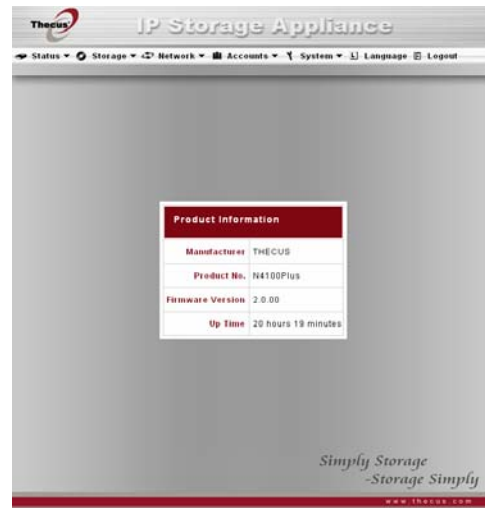 Thecus
IP Storage Appliance
Status Storage Network Accounts System Language Logout
Product Information
Manufacturer THECUS
Product No. N4100Plus
Firmware Version 2.0.00
Up Time 20 hours 19 minutes
Simply Storage
-Storage Simply
www.thecus.com